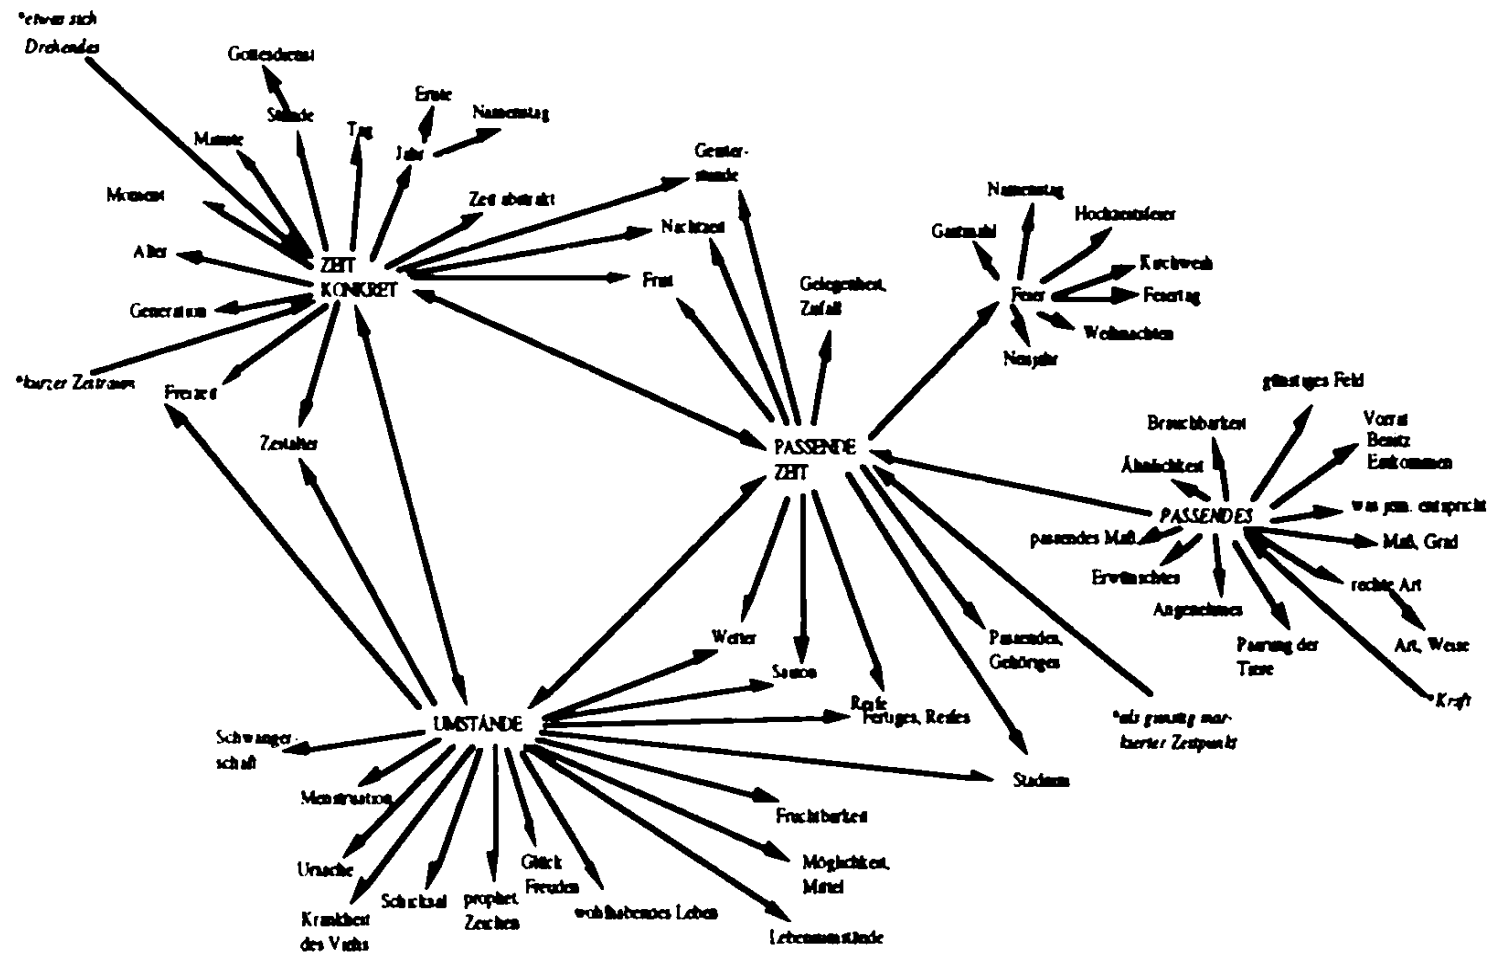 *etwas sich
Drehendes
Gottesdienst
Stunde
Minute
Moment
Tag
Ernte
Namenstag
Jahr
Zeit abstrakt
Alter
Generation
ZEIT
KONKRET
*kurzer Zeitraum
Freizeit
Zeitalter
Geister-
stunde
Nachtzeit
Frist
Gelegenheit,
Zufall
Namenstag
Hochzeitsfeier
Gastmahl
Kirchweih
Feier
Feiertag
Weihnachten
Neujahr
PASSENDE
ZEIT
günstiges Feld
Brauchbarkeit
Vorrat
Besitz
Einkommen
Ähnlichkeit
PASSENDES
was jem. entspricht
passendes Maß
Maß, Grad
Erwünschtes
rechte Art
Angenehmes
Paarung der
Tiere
Art, Weise
*Kraft
Wetter
Saison
Reife
Fertiges, Reifes
Passendes,
Gehöriges
*als günstig mar-
kierter Zeitpunkt
Stadium
UMSTÄNDE
Schwanger-
schaft
Menstruation
Ursache
Krankheit
des Viehs
Schicksal
prophet.
Zeichen
Glück
Freuden
wohlhabendes Leben
Fruchtbarkeit
Möglichkeit,
Mittel
Lebensumstände